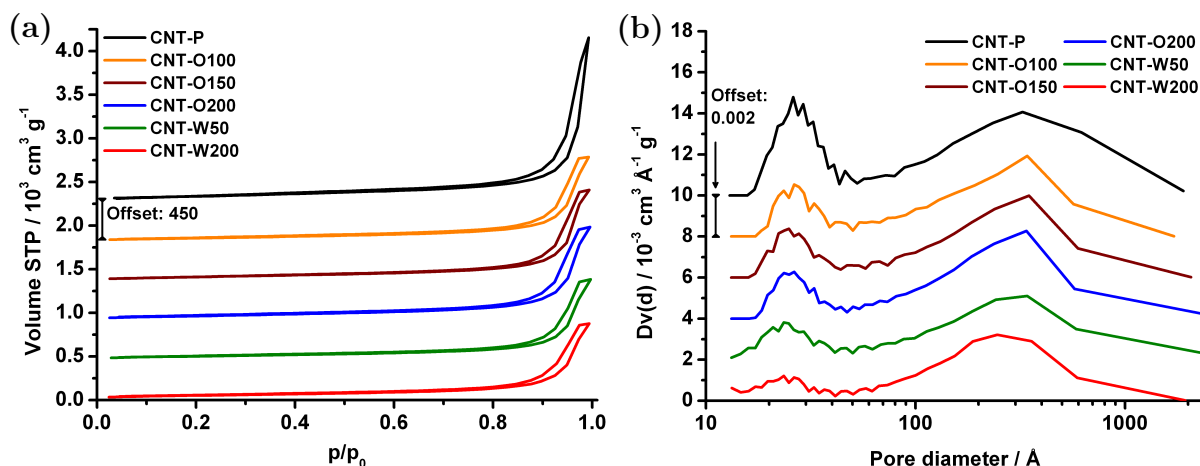 (a)
CNT-P
CNT-O100
CNT-O150
CNT-O200
CNT-W50
CNT-W200
Offset: 450
Volume STP / 10³ cm³ g⁻¹
4.0
3.5
3.0
2.5
2.0
1.5
1.0
0.5
0.0
0.0 0.2 0.4 0.6 0.8 1.0
p/p₀
(b)
CNT-P CNT-O200
CNT-O100 CNT-W50
CNT-O150 CNT-W200
Offset:
0.002
Dv(d) / 10⁻³ cm³ Å⁻¹ g⁻¹
18
16
14
12
10
8
6
4
2
0
10 100 1000
Pore diameter / Å